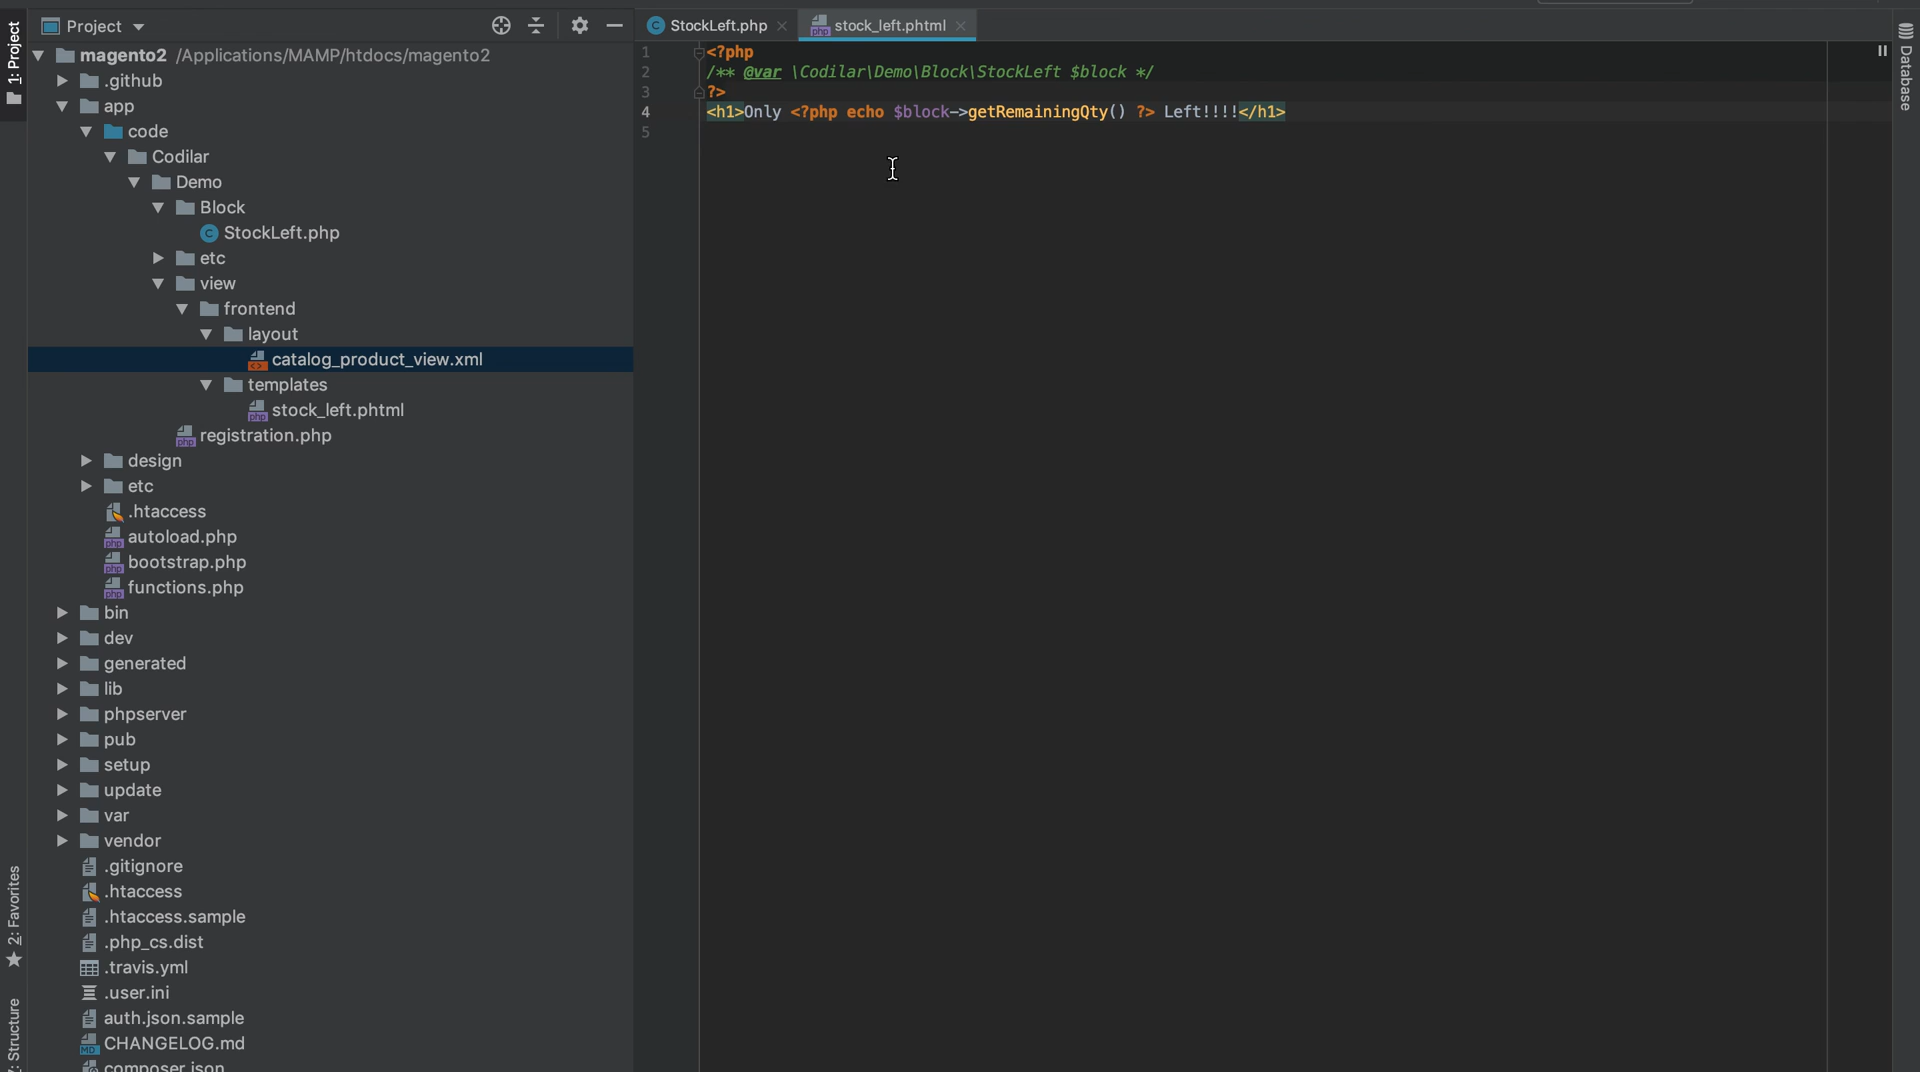 1: Project
Project
magento2 /Applications/MAMP/htdocs/magento2
.github
app
code
Codilar
Demo
Block
StockLeft.php
etc
view
frontend
layout
catalog_product_view.xml
templates
stock_left.phtml
registration.php
design
etc
.htaccess
autoload.php
bootstrap.php
functions.php
bin
dev
generated
lib
phpserver
pub
setup
update
var
vendor
.gitignore
.htaccess
.htaccess.sample
.php_cs.dist
.travis.yml
.user.ini
auth.json.sample
CHANGELOG.md
composer.json
2: Favorites
Structure
StockLeft.php
stock_left.phtml
1 <?php
2 /** @var \Codilar\Demo\Block\StockLeft $block */
3 ?>
4 <h1>Only <?php echo $block->getRemainingQty() ?> Left!!!!</h1>
5
Database